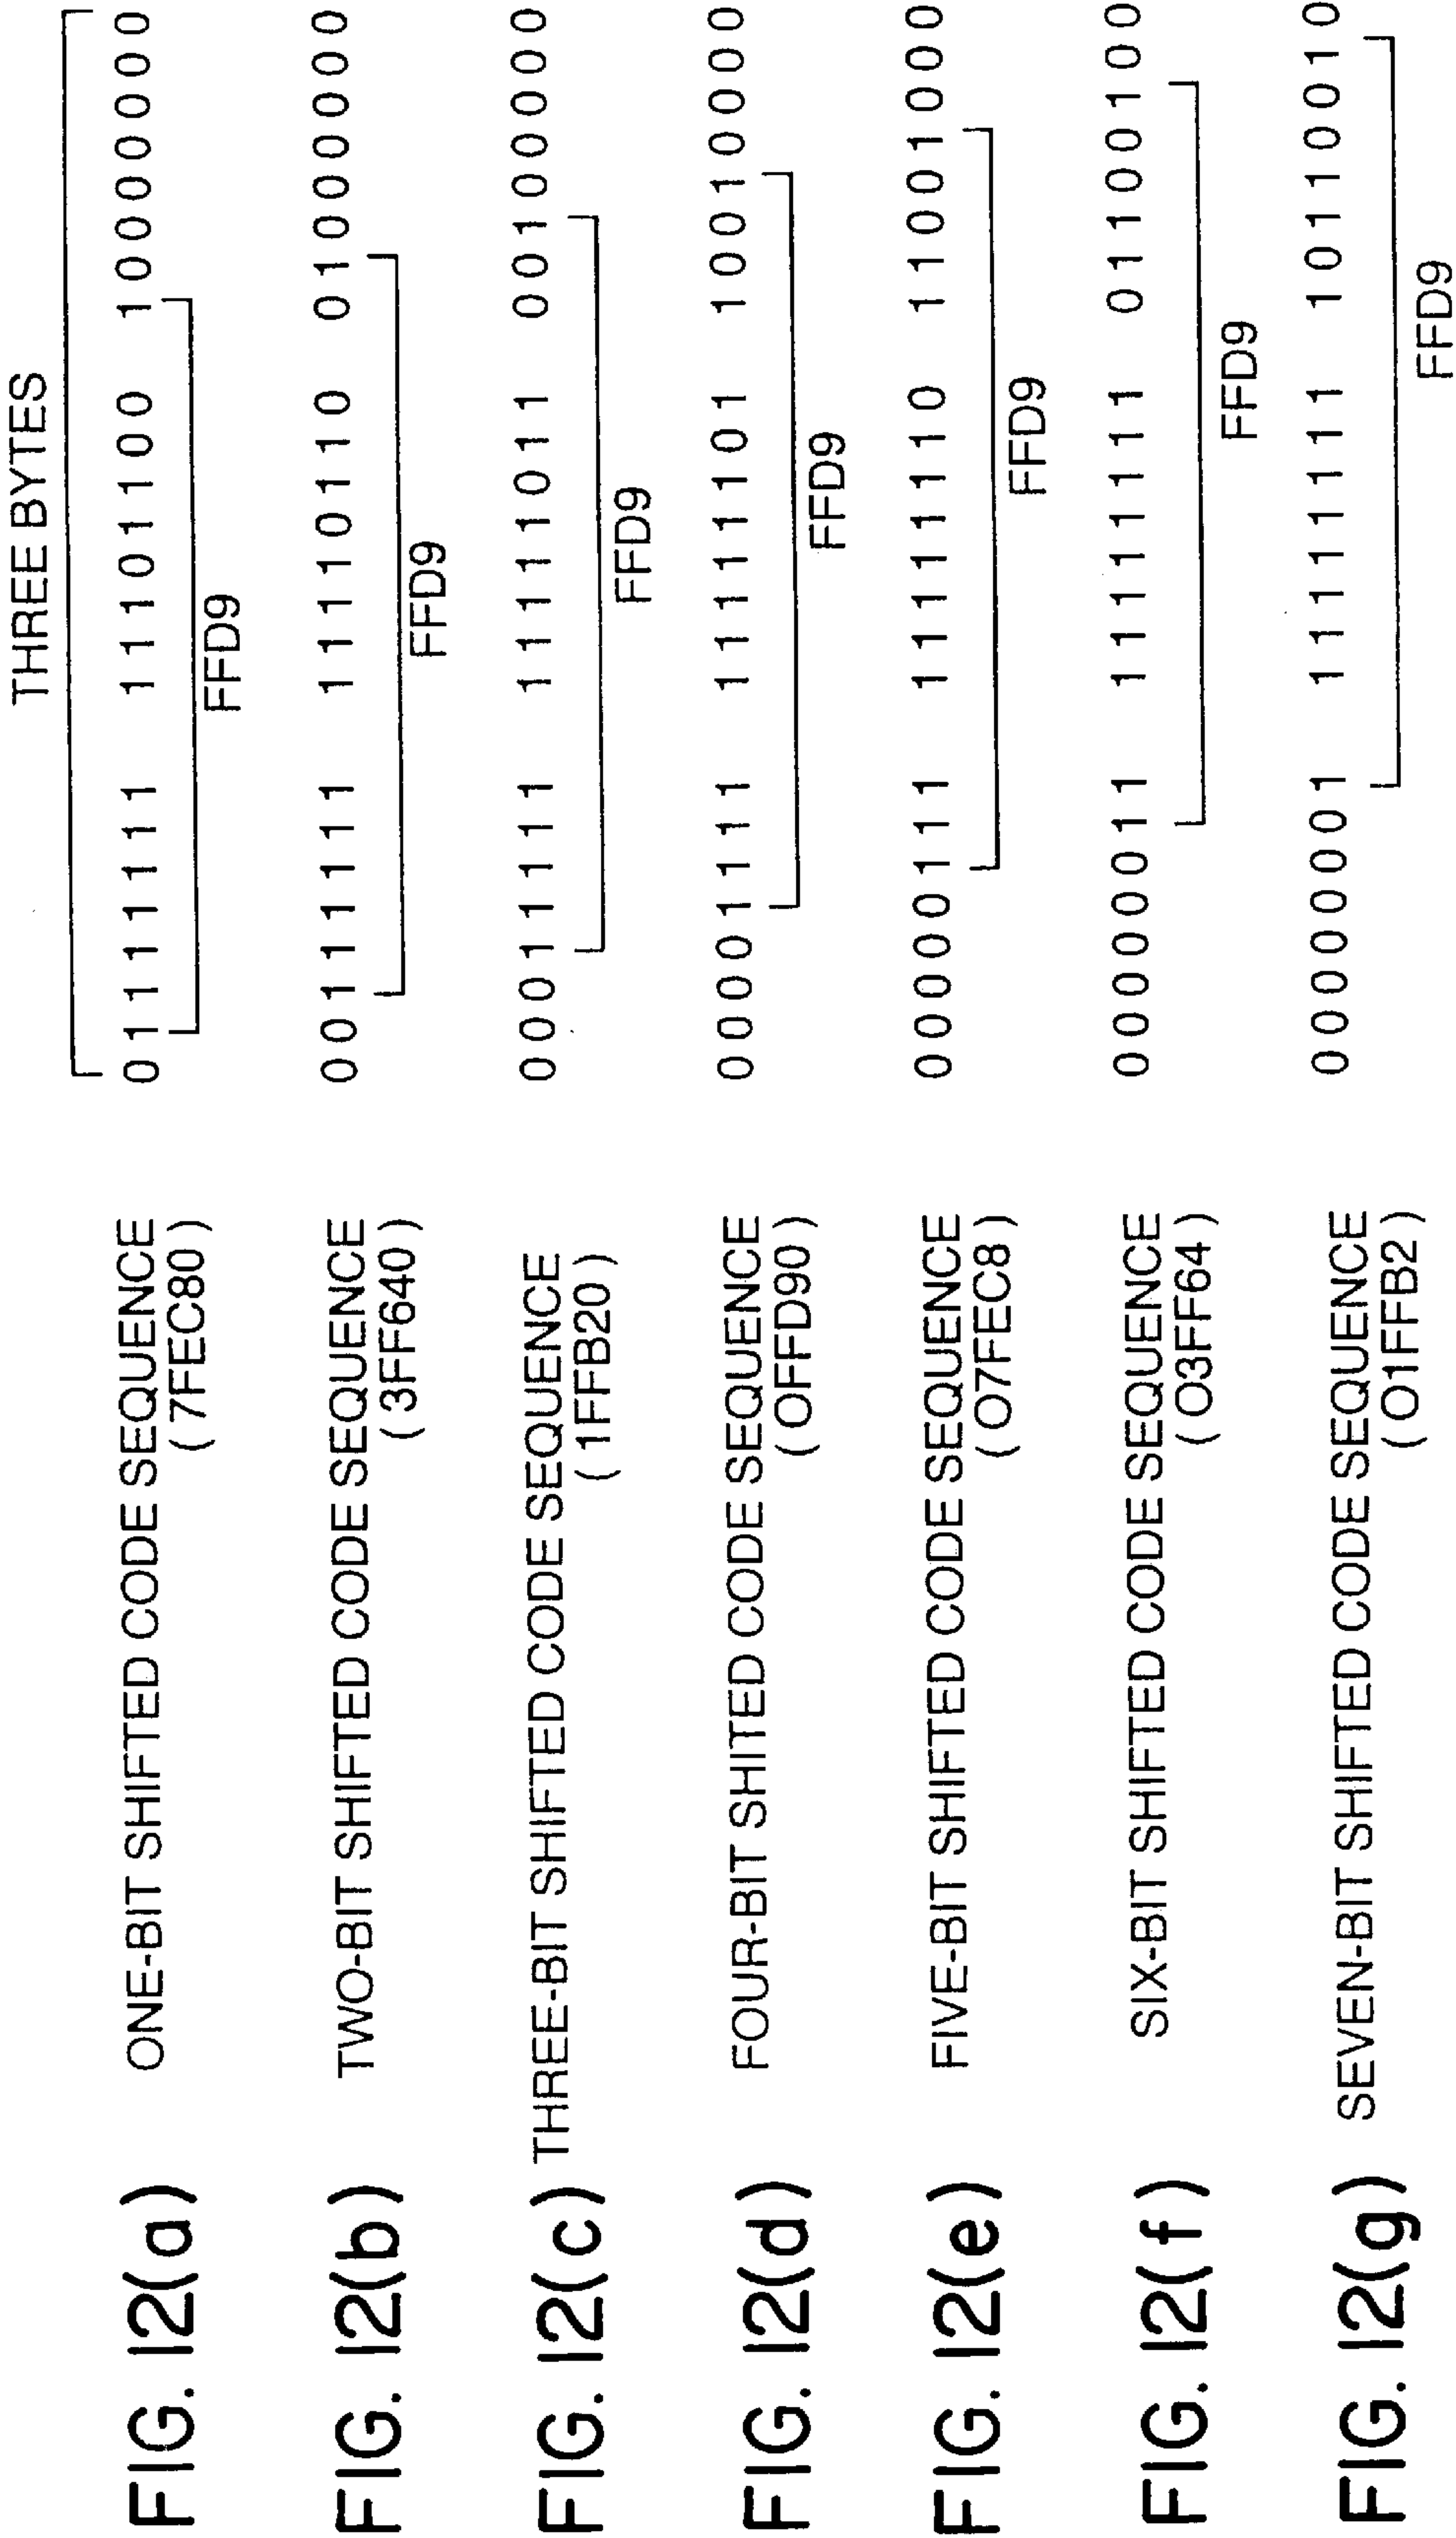 THREE BYTES
FIG. 12(a) ONE-BIT SHIFTED CODE SEQUENCE 01111111 11101100 10000000
( 7FEC80 )
FFD9
FIG. 12(b) TWO-BIT SHIFTED CODE SEQUENCE 00111111 11110110 01000000
( 3FF640 )
FFD9
FIG. 12(c) THREE-BIT SHIFTED CODE SEQUENCE 00011111 11111011 00100000
( 1FFB20 )
FFD9
FIG. 12(d) FOUR-BIT SHITED CODE SEQUENCE 00001111 11111101 10010000
( OFFD90 )
FFD9
FIG. 12(e) FIVE-BIT SHIFTED CODE SEQUENCE 00000111 11111110 11001000
( O7FEC8 )
FFD9
FIG. 12(f) SIX-BIT SHIFTED CODE SEQUENCE 00000011 11111111 01100100
( O3FF64 )
FFD9
FIG. 12(g) SEVEN-BIT SHIFTED CODE SEQUENCE 00000001 11111111 10110010
( O1FFB2 )
FFD9